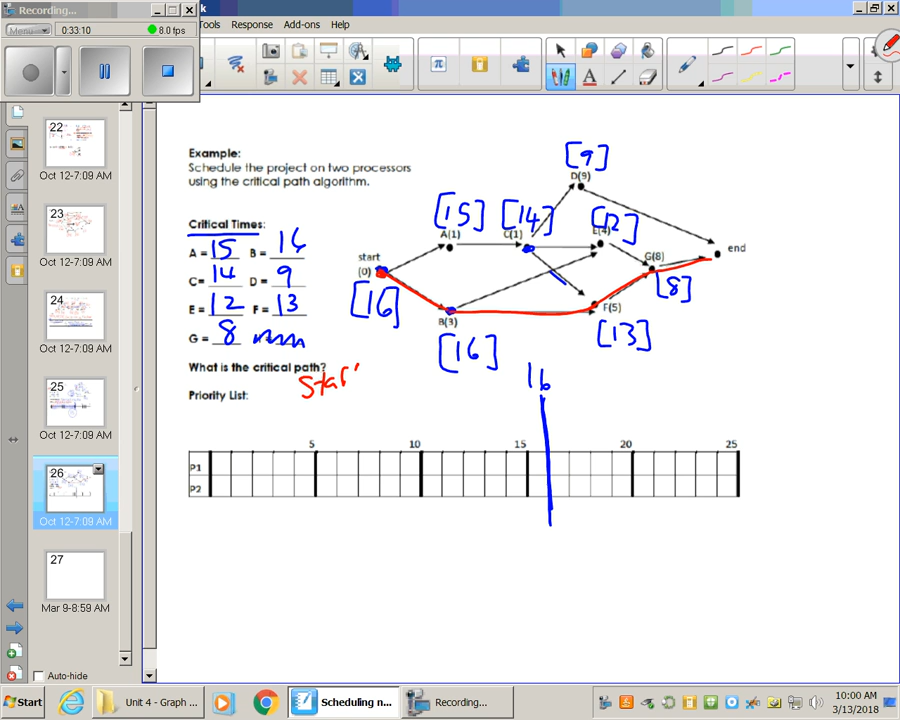 Recording...
Menu
0:33:10
8.0 fps
Tools Response Add-ons Help
22
Oct 12-7:09 AM
23
Oct 12-7:09 AM
24
Oct 12-7:09 AM
25
Oct 12-7:09 AM
26
Oct 12-7:09 AM
27
Mar 9-8:59 AM
Auto-hide
Example:
Schedule the project on two processors
using the critical path algorithm.
Critical Times:
A = 15 B = 16
C= 14 D = 9
E = 12 F = 13
G = 8
What is the critical path?
Star
Priority List:
[9]
D(9)
[15] [14] [12]
A(1) C(1) E(4)
start
(0)
[16]
G(8)
end
[8]
B(3)
F(5)
[16]
[13]
16
5 10 15 20 25
P1
P2
Start
Unit 4 - Graph ...
Scheduling n...
Recording...
10:00 AM
3/13/2018